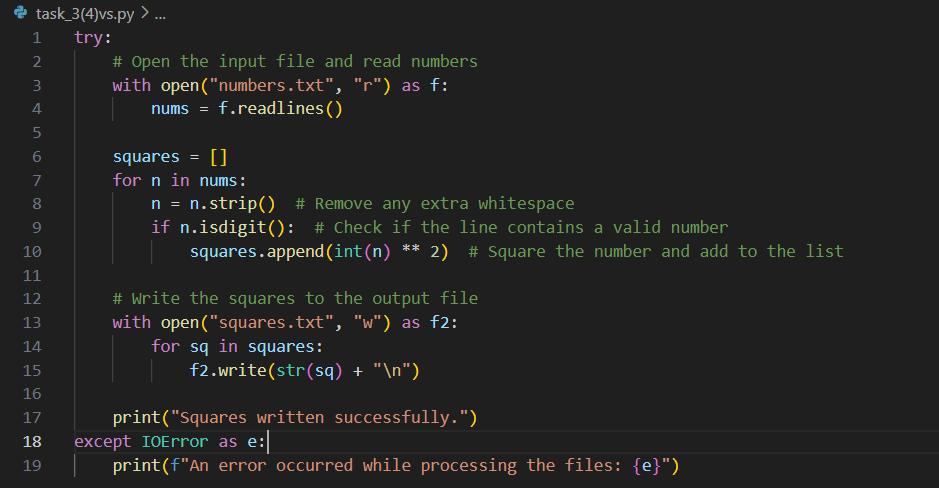 task_3(4)vs.py > ...
1 try:
2     # Open the input file and read numbers
3     with open("numbers.txt", "r") as f:
4         nums = f.readlines()
5
6     squares = []
7     for n in nums:
8         n = n.strip()  # Remove any extra whitespace
9         if n.isdigit():  # Check if the line contains a valid number
10             squares.append(int(n) ** 2)  # Square the number and add to the list
11
12     # Write the squares to the output file
13     with open("squares.txt", "w") as f2:
14         for sq in squares:
15             f2.write(str(sq) + "\n")
16
17     print("Squares written successfully.")
18 except IOError as e:
19     print(f"An error occurred while processing the files: {e}")